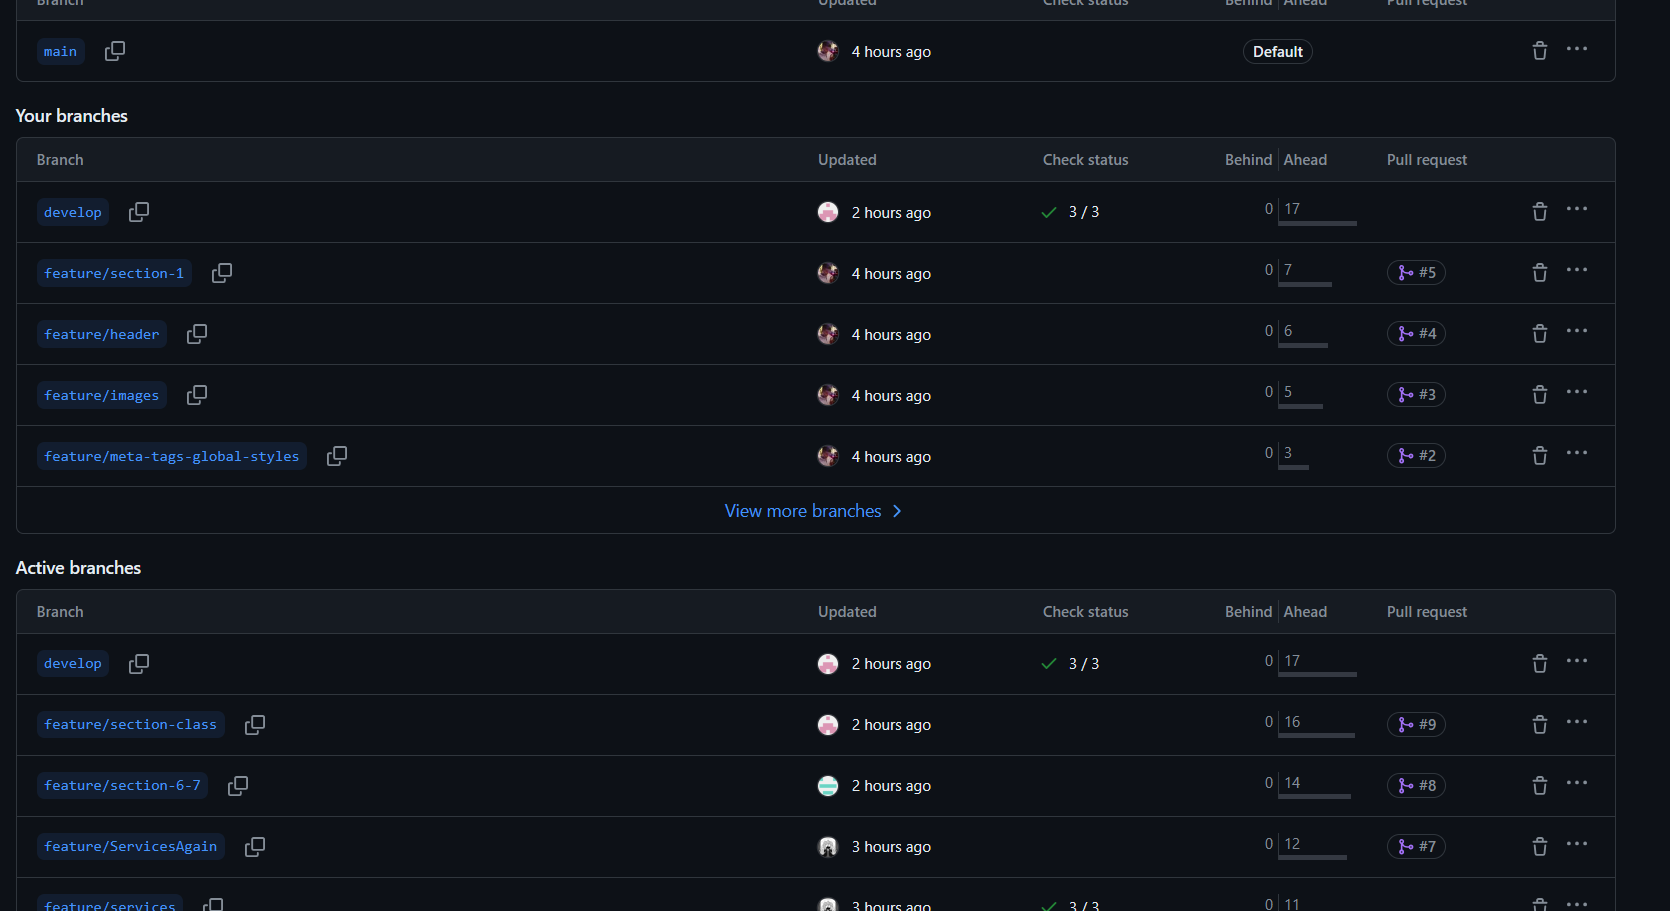 Branch Updated Check status Behind Ahead Pull request
main 4 hours ago Default
Your branches
Branch Updated Check status Behind Ahead Pull request
develop 2 hours ago 3 / 3 0 17
feature/section-1 4 hours ago 0 7 #5
feature/header 4 hours ago 0 6 #4
feature/images 4 hours ago 0 5 #3
feature/meta-tags-global-styles 4 hours ago 0 3 #2
View more branches
Active branches
Branch Updated Check status Behind Ahead Pull request
develop 2 hours ago 3 / 3 0 17
feature/section-class 2 hours ago 0 16 #9
feature/section-6-7 2 hours ago 0 14 #8
feature/ServicesAgain 3 hours ago 0 12 #7
feature/services 3 hours ago 3 / 3 0 11